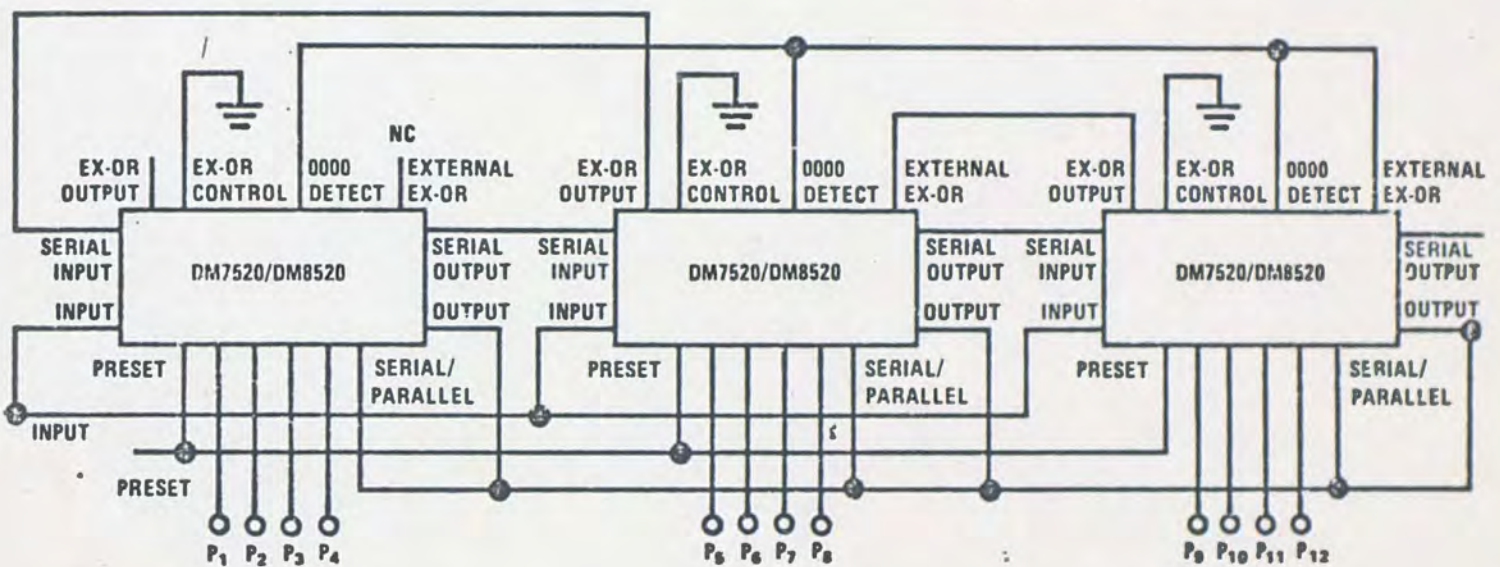 NC
EX-OR OUTPUT
EX-OR CONTROL
0000 DETECT
EXTERNAL EX-OR
EX-OR OUTPUT
EX-OR CONTROL
0000 DETECT
EXTERNAL EX-OR
EX-OR OUTPUT
EX-OR CONTROL
0000 DETECT
EXTERNAL EX-OR
SERIAL INPUT
DM7520/DM8520
SERIAL OUTPUT
SERIAL INPUT
DM7520/DM8520
SERIAL OUTPUT
SERIAL INPUT
DM7520/DM8520
SERIAL OUTPUT
INPUT
OUTPUT
INPUT
OUTPUT
INPUT
OUTPUT
PRESET
SERIAL/ PARALLEL
PRESET
SERIAL/ PARALLEL
PRESET
SERIAL/ PARALLEL
INPUT
PRESET
P1 P2 P3 P4
P5 P6 P7 P8
P9 P10 P11 P12